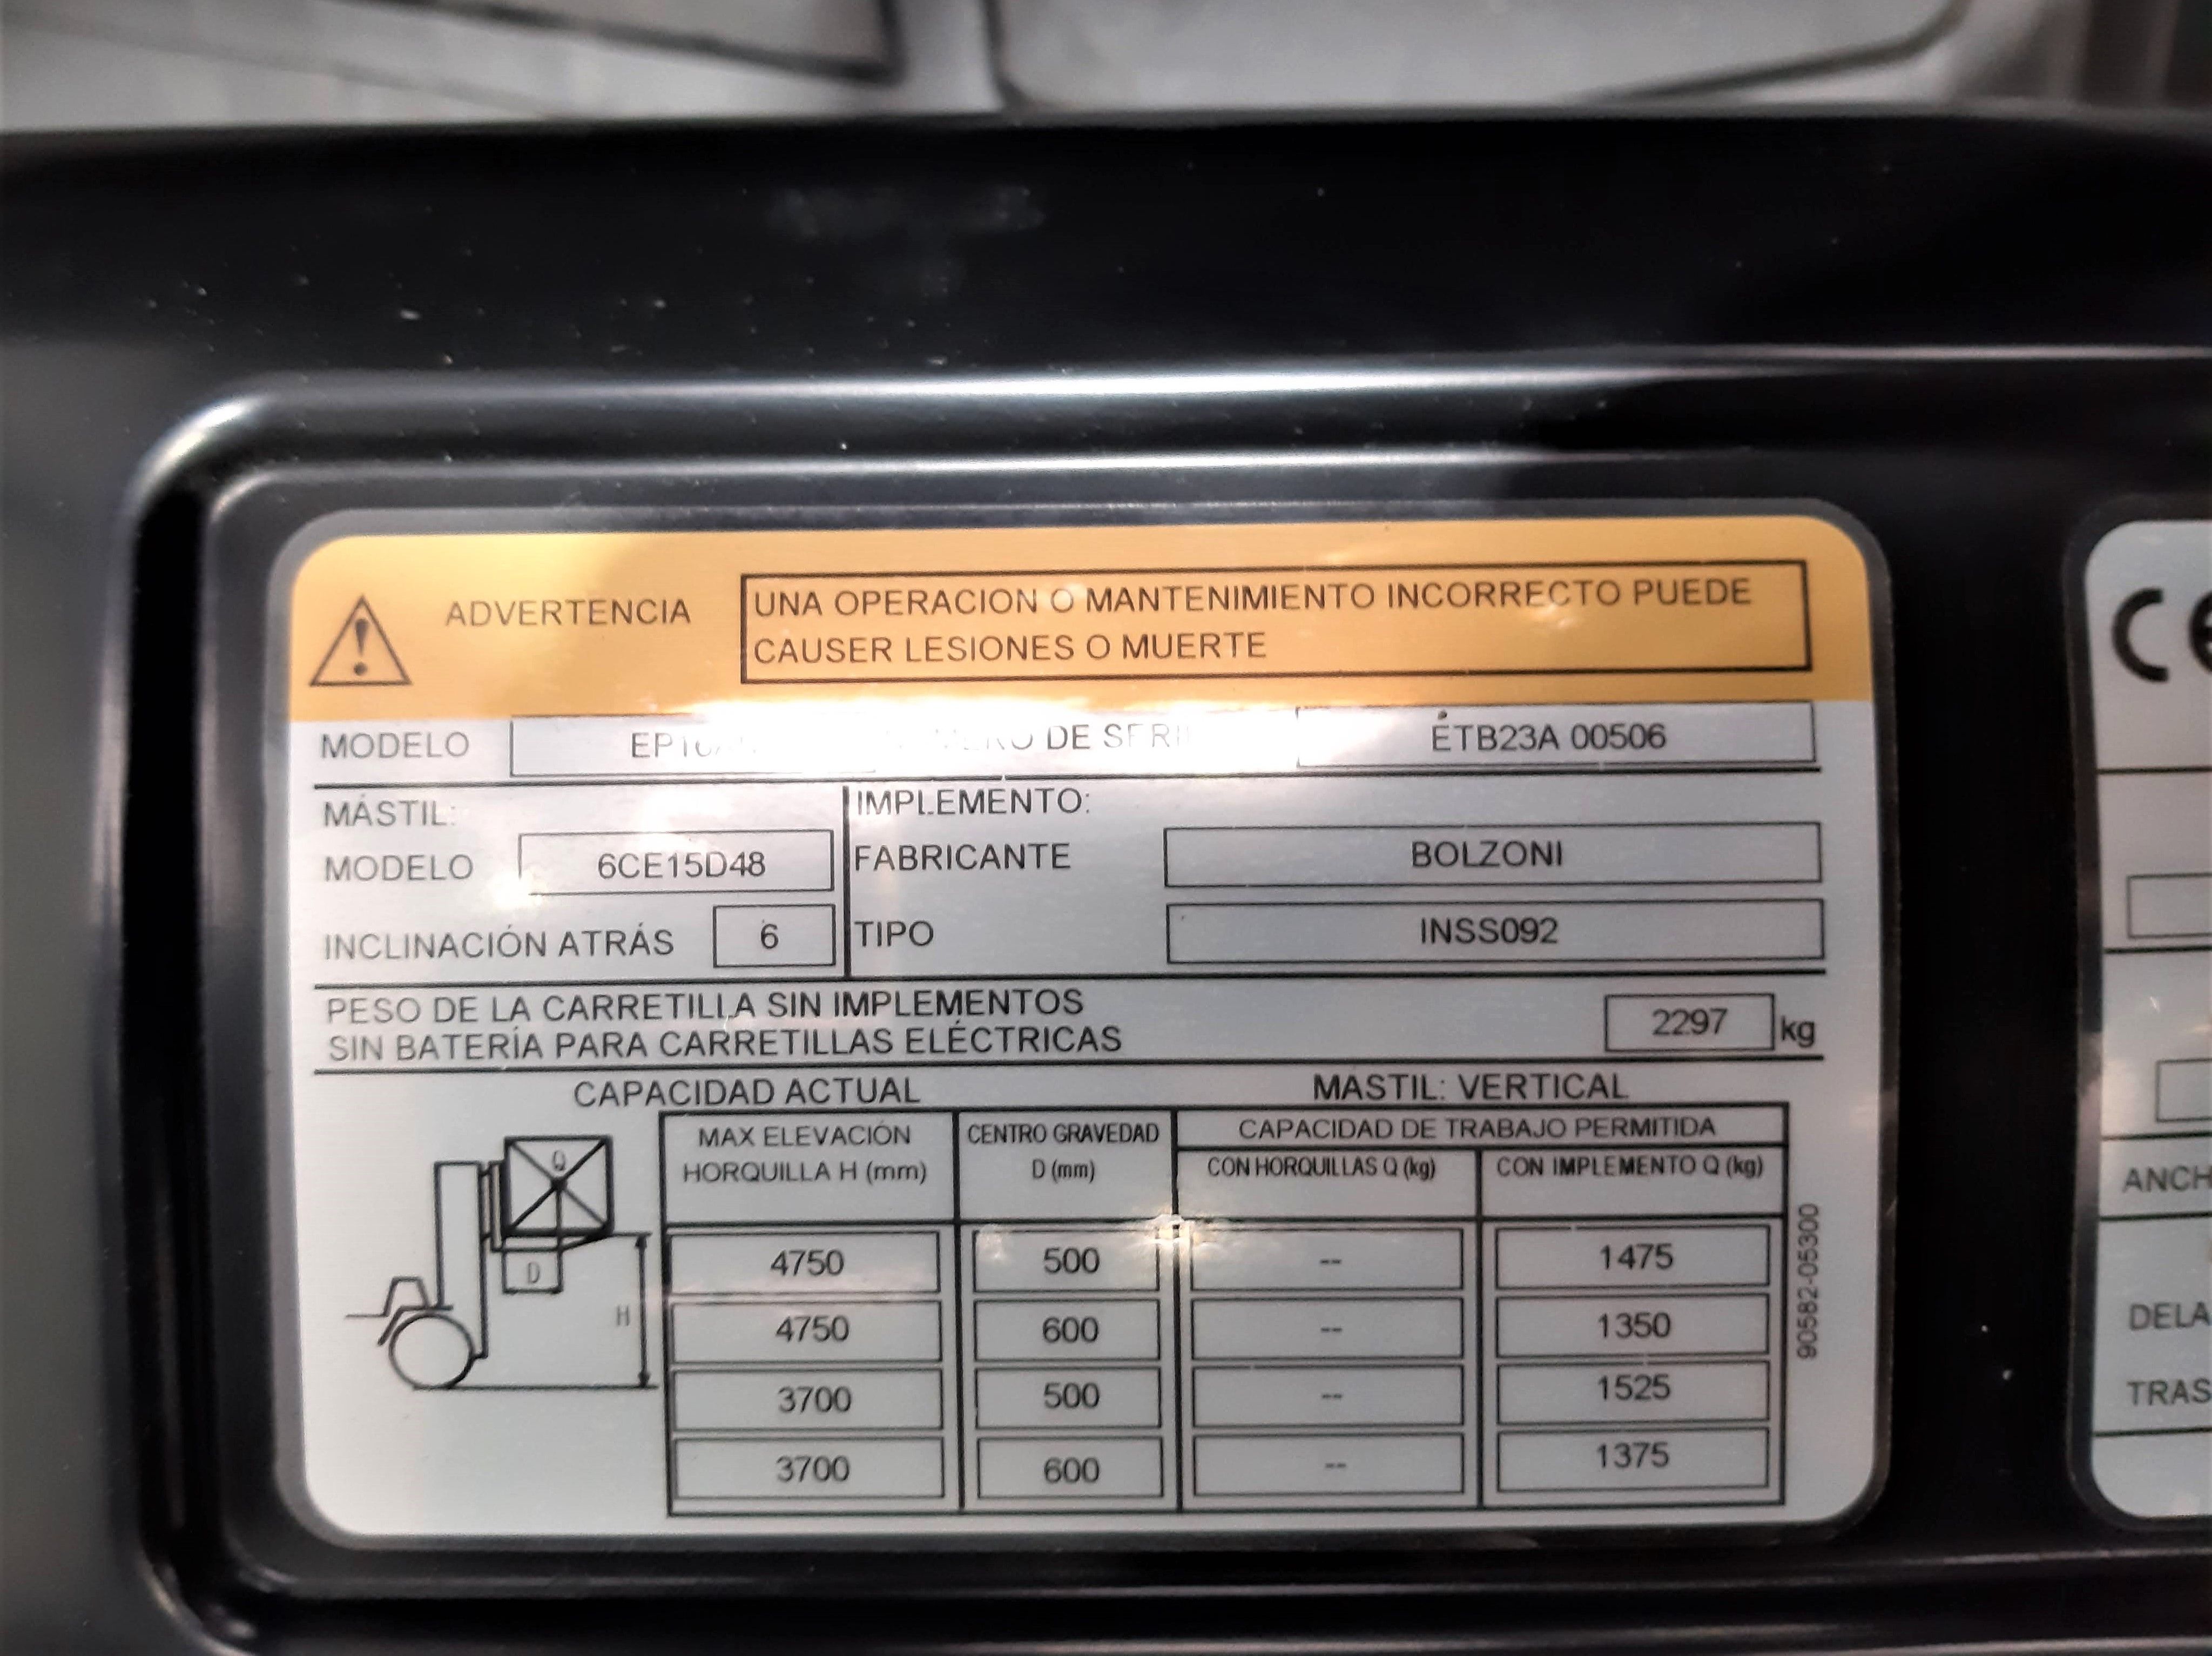 ADVERTENCIA
UNA OPERACION O MANTENIMIENTO INCORRECTO PUEDE
CAUSER LESIONES O MUERTE
MODELO DE ETB23A 00506
MÁSTIL:
MODELO 6CE15D48
INCLINACIÓN ATRÁS 6
IMPLEMENTO:
FABRICANTE BOLZONI
TIPO INSS092
PESO DE LA CARRETILLA SIN IMPLEMENTOS
SIN BATERÍA PARA CARRETILLAS ELÉCTRICAS
2297 kg
CAPACIDAD ACTUAL MASTIL: VERTICAL
MAX ELEVACIÓN
HORQUILLA H (mm)
CENTRO GRAVEDAD
D (mm)
CAPACIDAD DE TRABAJO PERMITIDA
CON HORQUILLAS Q (kg) CON IMPLEMENTO Q (kg)
4750 500 -- 1475
4750 600 -- 1350
3700 500 -- 1525
3700 600 -- 1375
Q
D
H
90582-05300
CE